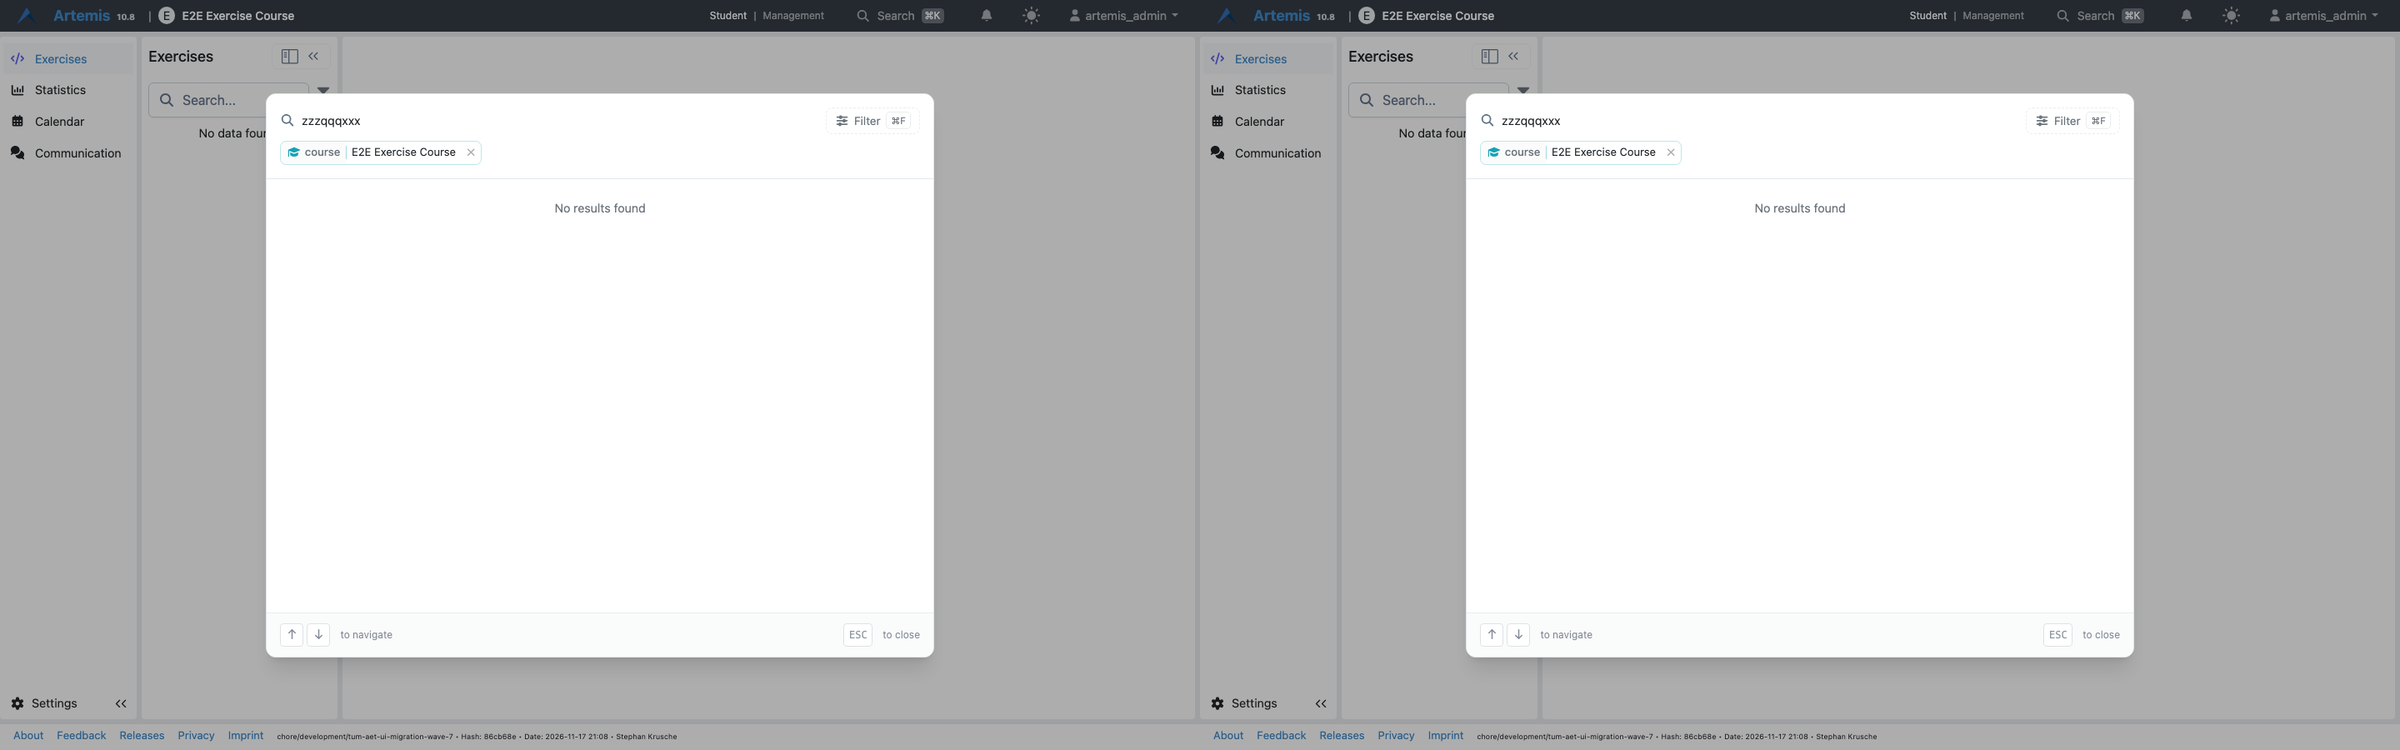 Artemis 10.8 | E E2E Exercise Course Student | Management Search ⌘K artemis_admin
Exercises
Statistics
Calendar
Communication
Exercises
Search...
No data four
zzzqqqxxx Filter ⌘F
course | E2E Exercise Course ×
No results found
↑ ↓ to navigate ESC to close
Settings
About Feedback Releases Privacy Imprint chore/development/tum-aet-ui-migration-wave-7 • Hash: 86cb68e • Date: 2026-11-17 21:08 • Stephan Krusche
Artemis 10.8 | E E2E Exercise Course Student | Management Search ⌘K artemis_admin
Exercises
Statistics
Calendar
Communication
Exercises
Search...
No data four
zzzqqqxxx Filter ⌘F
course | E2E Exercise Course ×
No results found
↑ ↓ to navigate ESC to close
Settings
About Feedback Releases Privacy Imprint chore/development/tum-aet-ui-migration-wave-7 • Hash: 86cb68e • Date: 2026-11-17 21:08 • Stephan Krusche